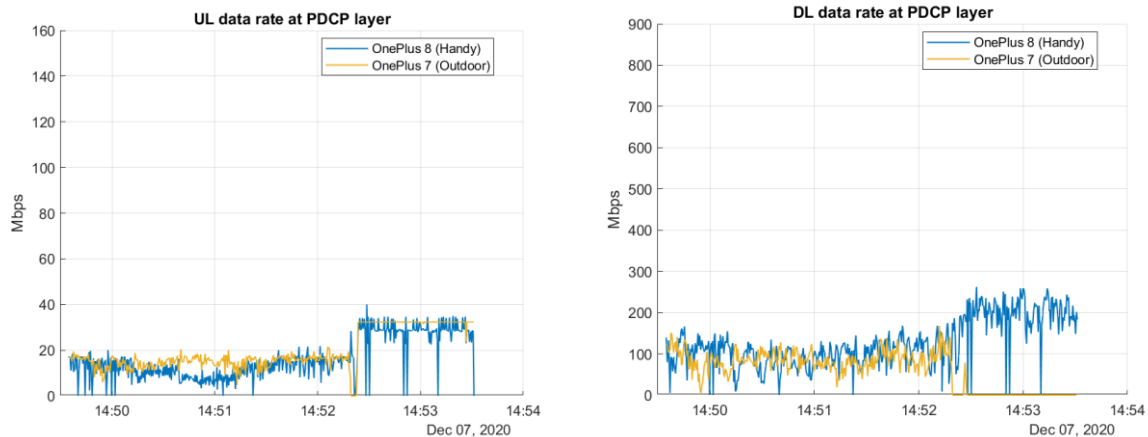 UL data rate at PDCP layer
160
140
120
100
80
60
40
20
0
Mbps
OnePlus 8 (Handy)
OnePlus 7 (Outdoor)
14:50 14:51 14:52 14:53 14:54
Dec 07, 2020
DL data rate at PDCP layer
900
800
700
600
500
400
300
200
100
0
Mbps
OnePlus 8 (Handy)
OnePlus 7 (Outdoor)
14:50 14:51 14:52 14:53 14:54
Dec 07, 2020